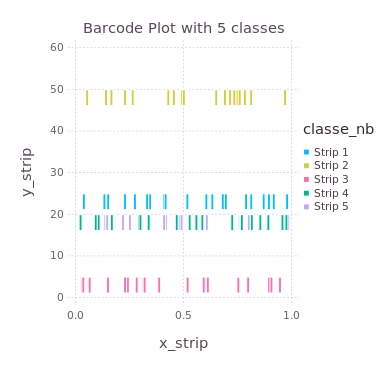 Barcode Plot with 5 classes
60
50
40
30
20
10
0
0.0
0.5
1.0
x_strip
y_strip
classe_nb
Strip 1
Strip 2
Strip 3
Strip 4
Strip 5